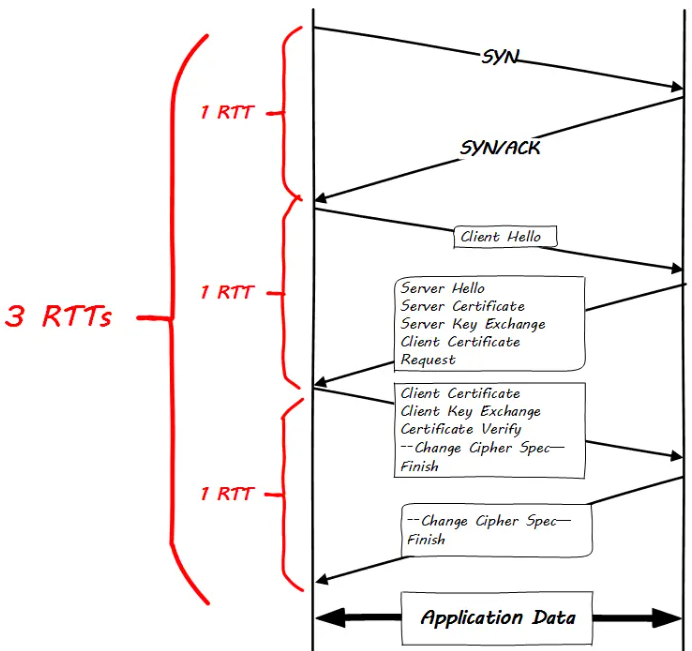 SYN
1 RTT
SYN/ACK
Client Hello
1 RTT
3 RTTs
Server Hello
Server Certificate
Server Key Exchange
Client Certificate
Request
Client Certificate
Client Key Exchange
Certificate Verify
--Change Cipher Spec—
Finish
1 RTT
--Change Cipher Spec—
Finish
Application Data